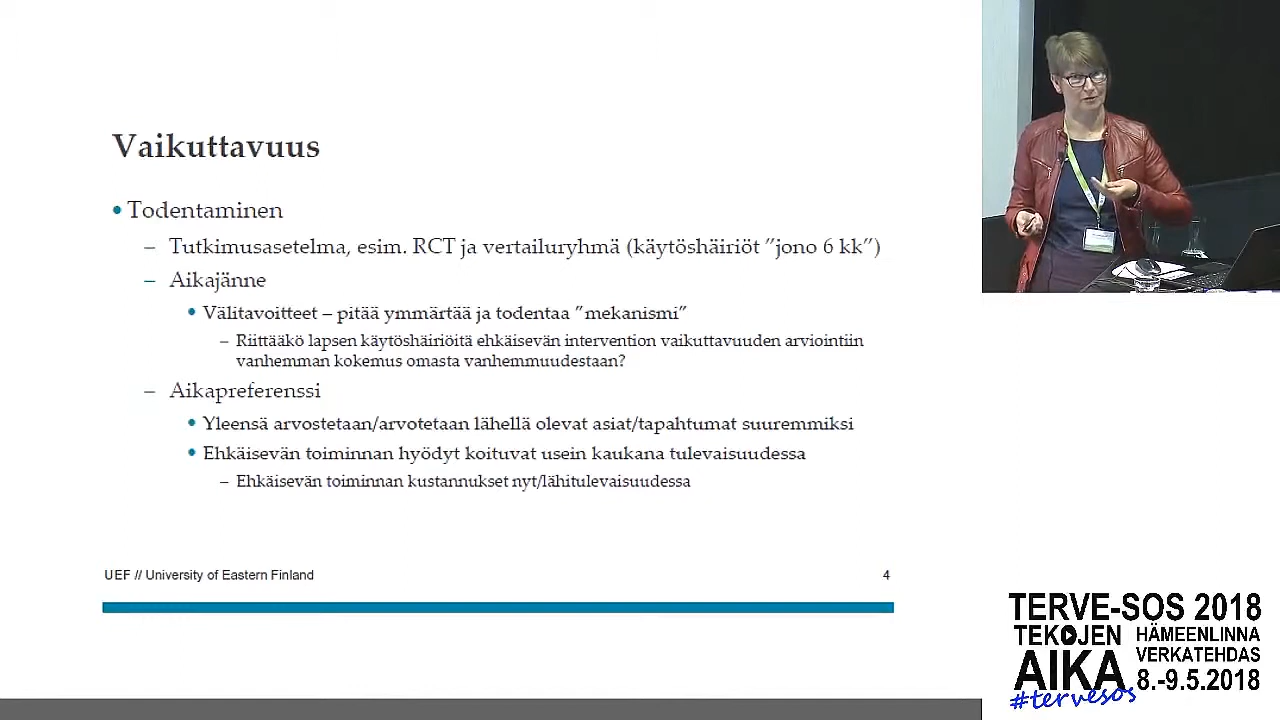 Vaikuttavuus
• Todentaminen
– Tutkimusasetelma, esim. RCT ja vertailuryhmä (käytöshäiriöt ”jono 6 kk”)
– Aikajänne
• Välitavoitteet – pitää ymmärtää ja todentaa ”mekanismi”
– Riittääkö lapsen käytöshäiriöitä ehkäisevän intervention vaikuttavuuden arviointiin
vanhemman kokemus omasta vanhemmuudestaan?
– Aikapreferenssi
• Yleensä arvostetaan/arvotetaan lähellä olevat asiat/tapahtumat suuremmiksi
• Ehkäisevän toiminnan hyödyt koituvat usein kaukana tulevaisuudessa
– Ehkäisevän toiminnan kustannukset nyt/lähitulevaisuudessa
UEF // University of Eastern Finland
4
TERVE-SOS 2018
TEKOJEN
AIKA
HÄMEENLINNA
VERKATEHDAS
8.-9.5.2018
#tervesos